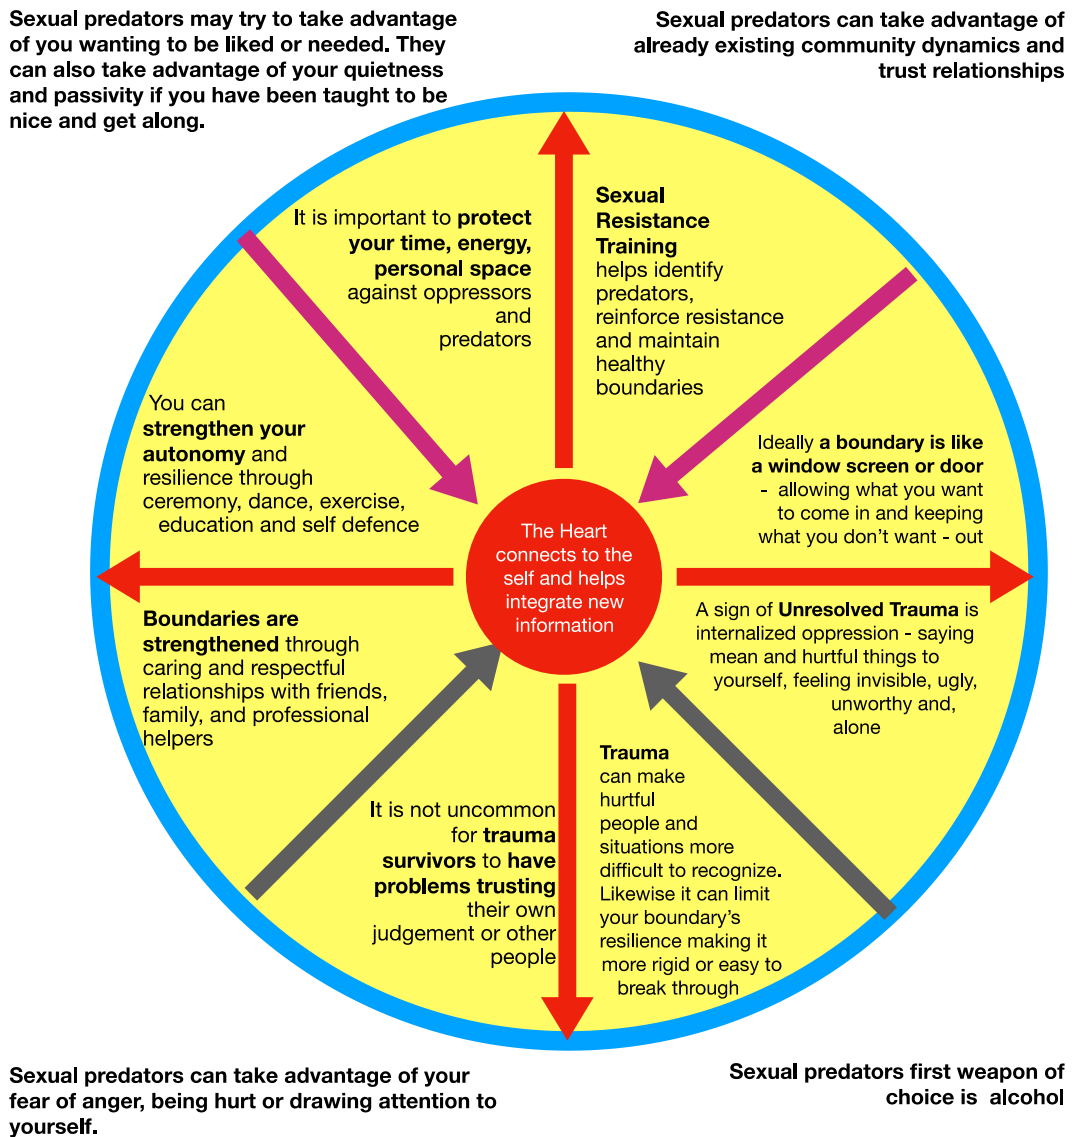 Sexual predators may try to take advantage
of you wanting to be liked or needed. They
can also take advantage of your quietness
and passivity if you have been taught to be
nice and get along.
Sexual predators can take advantage of
already existing community dynamics and
trust relationships
It is important to protect
your time, energy,
personal space
against oppressors
and
predators
Sexual
Resistance
Training
helps identify
predators,
reinforce resistance
and maintain
healthy
boundaries
You can
strengthen your
autonomy and
resilience through
ceremony, dance, exercise,
education and self defence
Ideally a boundary is like
a window screen or door
- allowing what you want
to come in and keeping
what you don't want - out
The Heart
connects to the
self and helps
integrate new
information
Boundaries are
strengthened through
caring and respectful
relationships with friends,
family, and professional
helpers
A sign of Unresolved Trauma is
internalized oppression - saying
mean and hurtful things to
yourself, feeling invisible, ugly,
unworthy and,
alone
It is not uncommon
for trauma
survivors to have
problems trusting
their own
judgement or other
people
Trauma
can make
hurtful
people and
situations more
difficult to recognize.
Likewise it can limit
your boundary's
resilience making it
more rigid or easy to
break through
Sexual predators can take advantage of your
fear of anger, being hurt or drawing attention to
yourself.
Sexual predators first weapon of
choice is alcohol